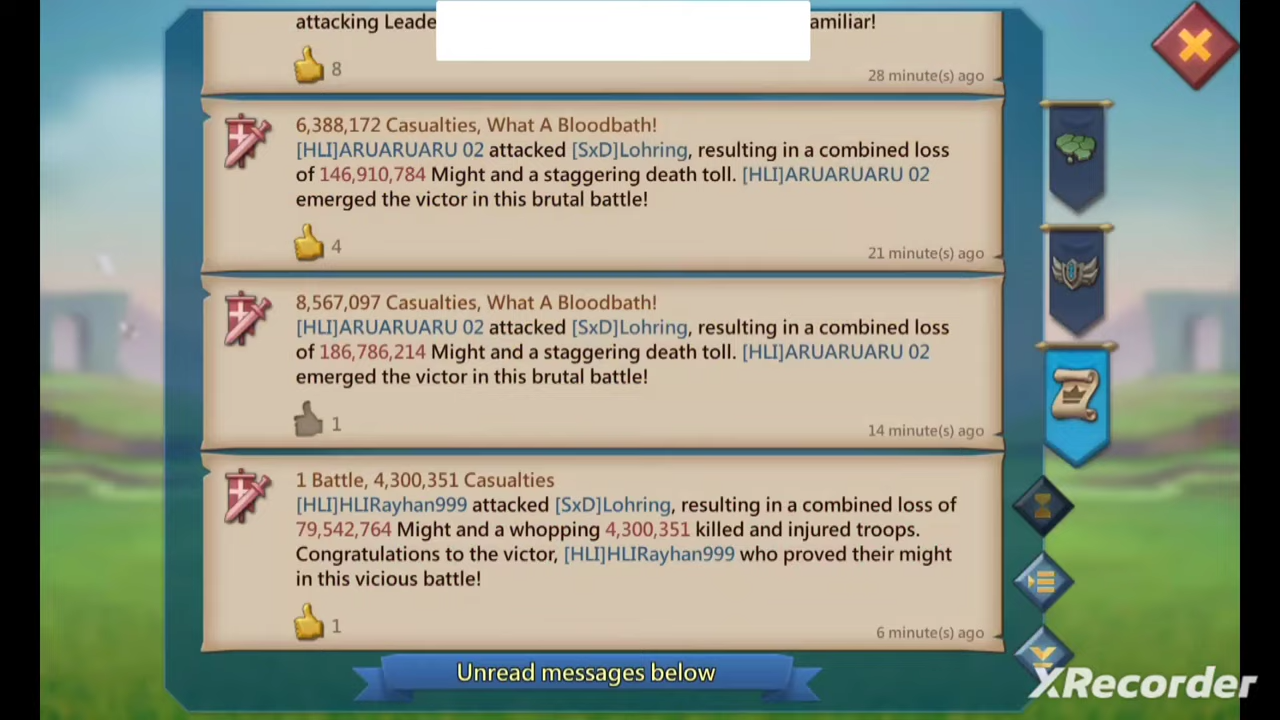 attacking Leade amiliar!
8
28 minute(s) ago
6,388,172 Casualties, What A Bloodbath!
[HLI]ARUARUARU 02 attacked [SxD]Lohring, resulting in a combined loss
of 146,910,784 Might and a staggering death toll. [HLI]ARUARUARU 02
emerged the victor in this brutal battle!
4
21 minute(s) ago
8,567,097 Casualties, What A Bloodbath!
[HLI]ARUARUARU 02 attacked [SxD]Lohring, resulting in a combined loss
of 186,786,214 Might and a staggering death toll. [HLI]ARUARUARU 02
emerged the victor in this brutal battle!
1
14 minute(s) ago
1 Battle, 4,300,351 Casualties
[HLI]HLIRayhan999 attacked [SxD]Lohring, resulting in a combined loss of
79,542,764 Might and a whopping 4,300,351 killed and injured troops.
Congratulations to the victor, [HLI]HLIRayhan999 who proved their might
in this vicious battle!
1
6 minute(s) ago
Unread messages below
XRecorder